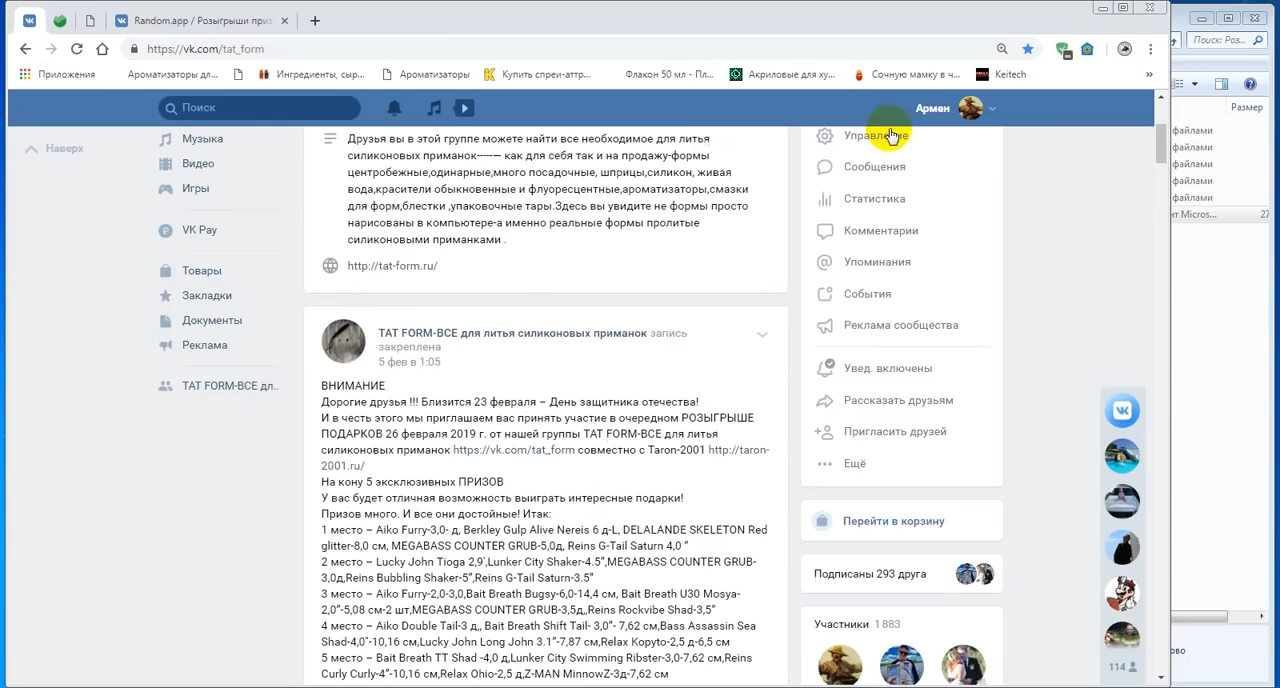 Random.app / Розыгрыши при
https://vk.com/tat_form
Поиск: Роз...
Приложения
Ароматизаторы дл...
Ингредиенты, сыр...
Ароматизаторы
Купить спреи-аттр...
Флакон 50 мл - Пл...
Акриловые для ху...
Сочную мамку в ч...
Keitech
»
Размер
Поиск
Армен
Наверх
Музыка
Видео
Игры
VK Pay
Товары
Закладки
Документы
Реклама
TAT FORM-ВСЕ дл..
Друзья вы в этой группе можете найти все необходимое для литья
силиконовых приманок-----— как для себя так и на продажу-формы
центробежные,одинарные,много посадочные, шприцы,силикон, живая
вода,красители обыкновенные и флуоресцентные,ароматизаторы,смазки
для форм,блестки ,упаковочные тары.Здесь вы увидите не формы просто
нарисованы в компьютере-а именно реальные формы пролитые
силиконовыми приманками .
http://tat-form.ru/
TAT FORM-ВСЕ для литья силиконовых приманок запись
закреплена
5 фев в 1:05
ВНИМАНИЕ
Дорогие друзья !!! Близится 23 февраля – День защитника отечества!
И в честь этого мы приглашаем вас принять участие в очередном РОЗЫГРЫШЕ
ПОДАРКОВ 26 февраля 2019 г. от нашей группы TAT FORM-ВСЕ для литья
силиконовых приманок https://vk.com/tat_form совместно с Taron-2001 http://taron-
2001.ru/
На кону 5 эксклюзивных ПРИЗОВ
У вас будет отличная возможность выиграть интересные подарки!
Призов много. И все они достойные! Итак:
1 место – Aiko Furry-3,0- д, Berkley Gulp Alive Nereis 6 д-L, DELALANDE SKELETON Red
glitter-8,0 см, MEGABASS COUNTER GRUB-5,0д, Reins G-Tail Saturn 4,0 "
2 место – Lucky John Tioga 2,9',Lunker City Shaker-4.5",MEGABASS COUNTER GRUB-
3,0д,Reins Bubbling Shaker-5",Reins G-Tail Saturn-3.5"
3 место – Aiko Furry-2,0-3,0,Bait Breath Bugsy-6,0-14,4 см, Bait Breath U30 Mosya-
2,0"-5,08 см-2 шт,MEGABASS COUNTER GRUB-3,5д,,Reins Rockvibe Shad-3,5"
4 место – Aiko Double Tail-3 д,, Bait Breath Shift Tail- 3,0"- 7,62 см,Bass Assassin Sea
Shad-4,0"-10,16 см,Lucky John Long John 3.1"-7,87 см,Relax Kopyto-2,5 д-6,5 см
5 место – Bait Breath TT Shad -4,0 д,Lunker City Swimming Ribster-3,0-7,62 см,Reins
Curly Curly-4"-10,16 см,Relax Ohio-2,5 д,Z-MAN MinnowZ-3д-7,62 см
Управление
Сообщения
Статистика
Комментарии
Упоминания
События
Реклама сообщества
Увед. включены
Рассказать друзьям
Пригласить друзей
Ещё
Перейти в корзину
Подписаны 293 друга
Участники 1 883
114
файлами
файлами
файлами
файлами
файлами
нт Micros...
27
ово